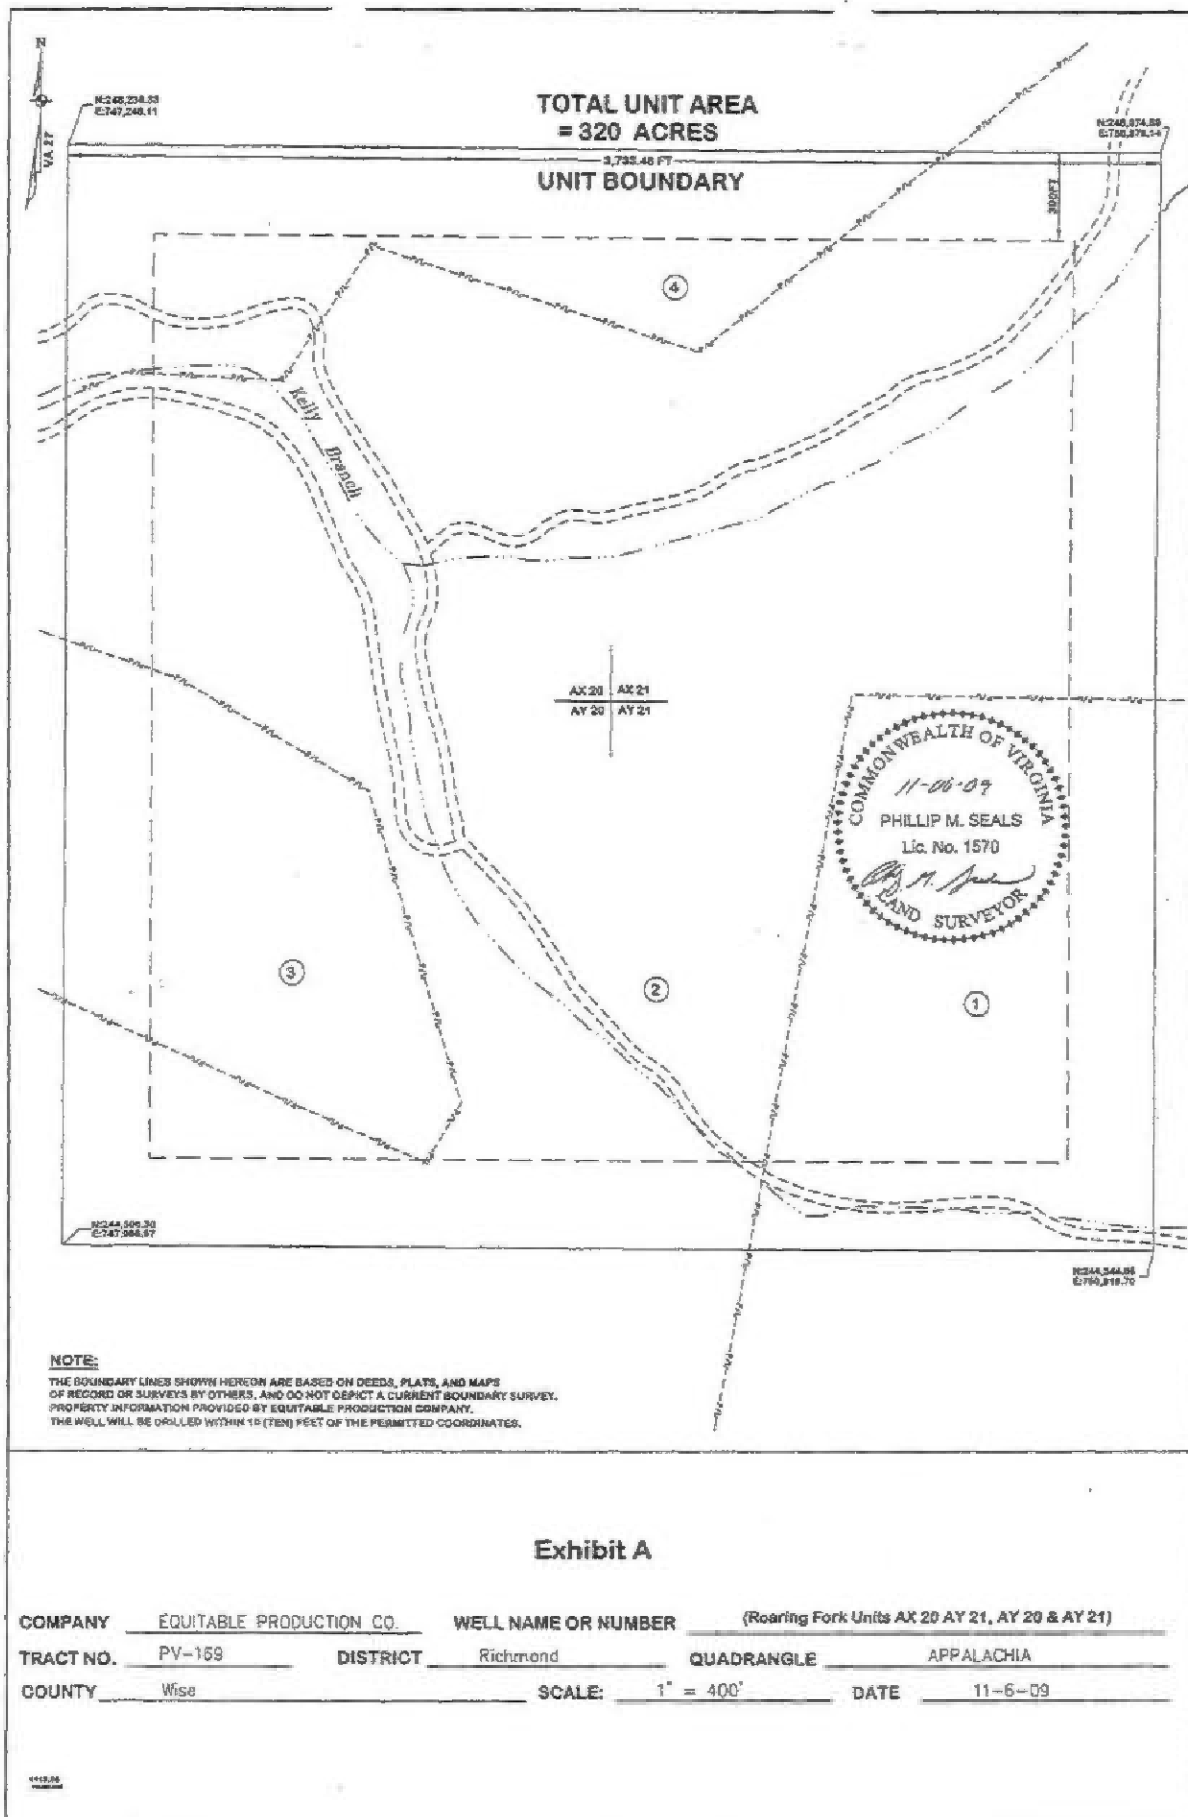 N
VA 27
TOTAL UNIT AREA
= 320 ACRES
3,733.46 FT
UNIT BOUNDARY
300FT
4
Kelly
Branch
AX 20 AX 21
AY 20 AY 21
COMMONWEALTH OF VIRGINIA
11-06-09
PHILLIP M. SEALS
Lic. No. 1570
LAND SURVEYOR
3
2
1
NOTE:
THE BOUNDARY LINES SHOWN HEREON ARE BASED ON DEEDS, PLATS, AND MAPS
OF RECORD OR SURVEYS BY OTHERS, AND DO NOT DEPICT A CURRENT BOUNDARY SURVEY.
PROPERTY INFORMATION PROVIDED BY EQUITABLE PRODUCTION COMPANY.
THE WELL WILL BE DRILLED WITHIN 10 (TEN) FEET OF THE PERMITTED COORDINATES.
Exhibit A
COMPANY EQUITABLE PRODUCTION CO. WELL NAME OR NUMBER (Roaring Fork Units AX 20 AY 21, AY 20 & AY 21)
TRACT NO. PV-159 DISTRICT Richmond QUADRANGLE APPALACHIA
COUNTY Wise SCALE: 1" = 400' DATE 11-6-09